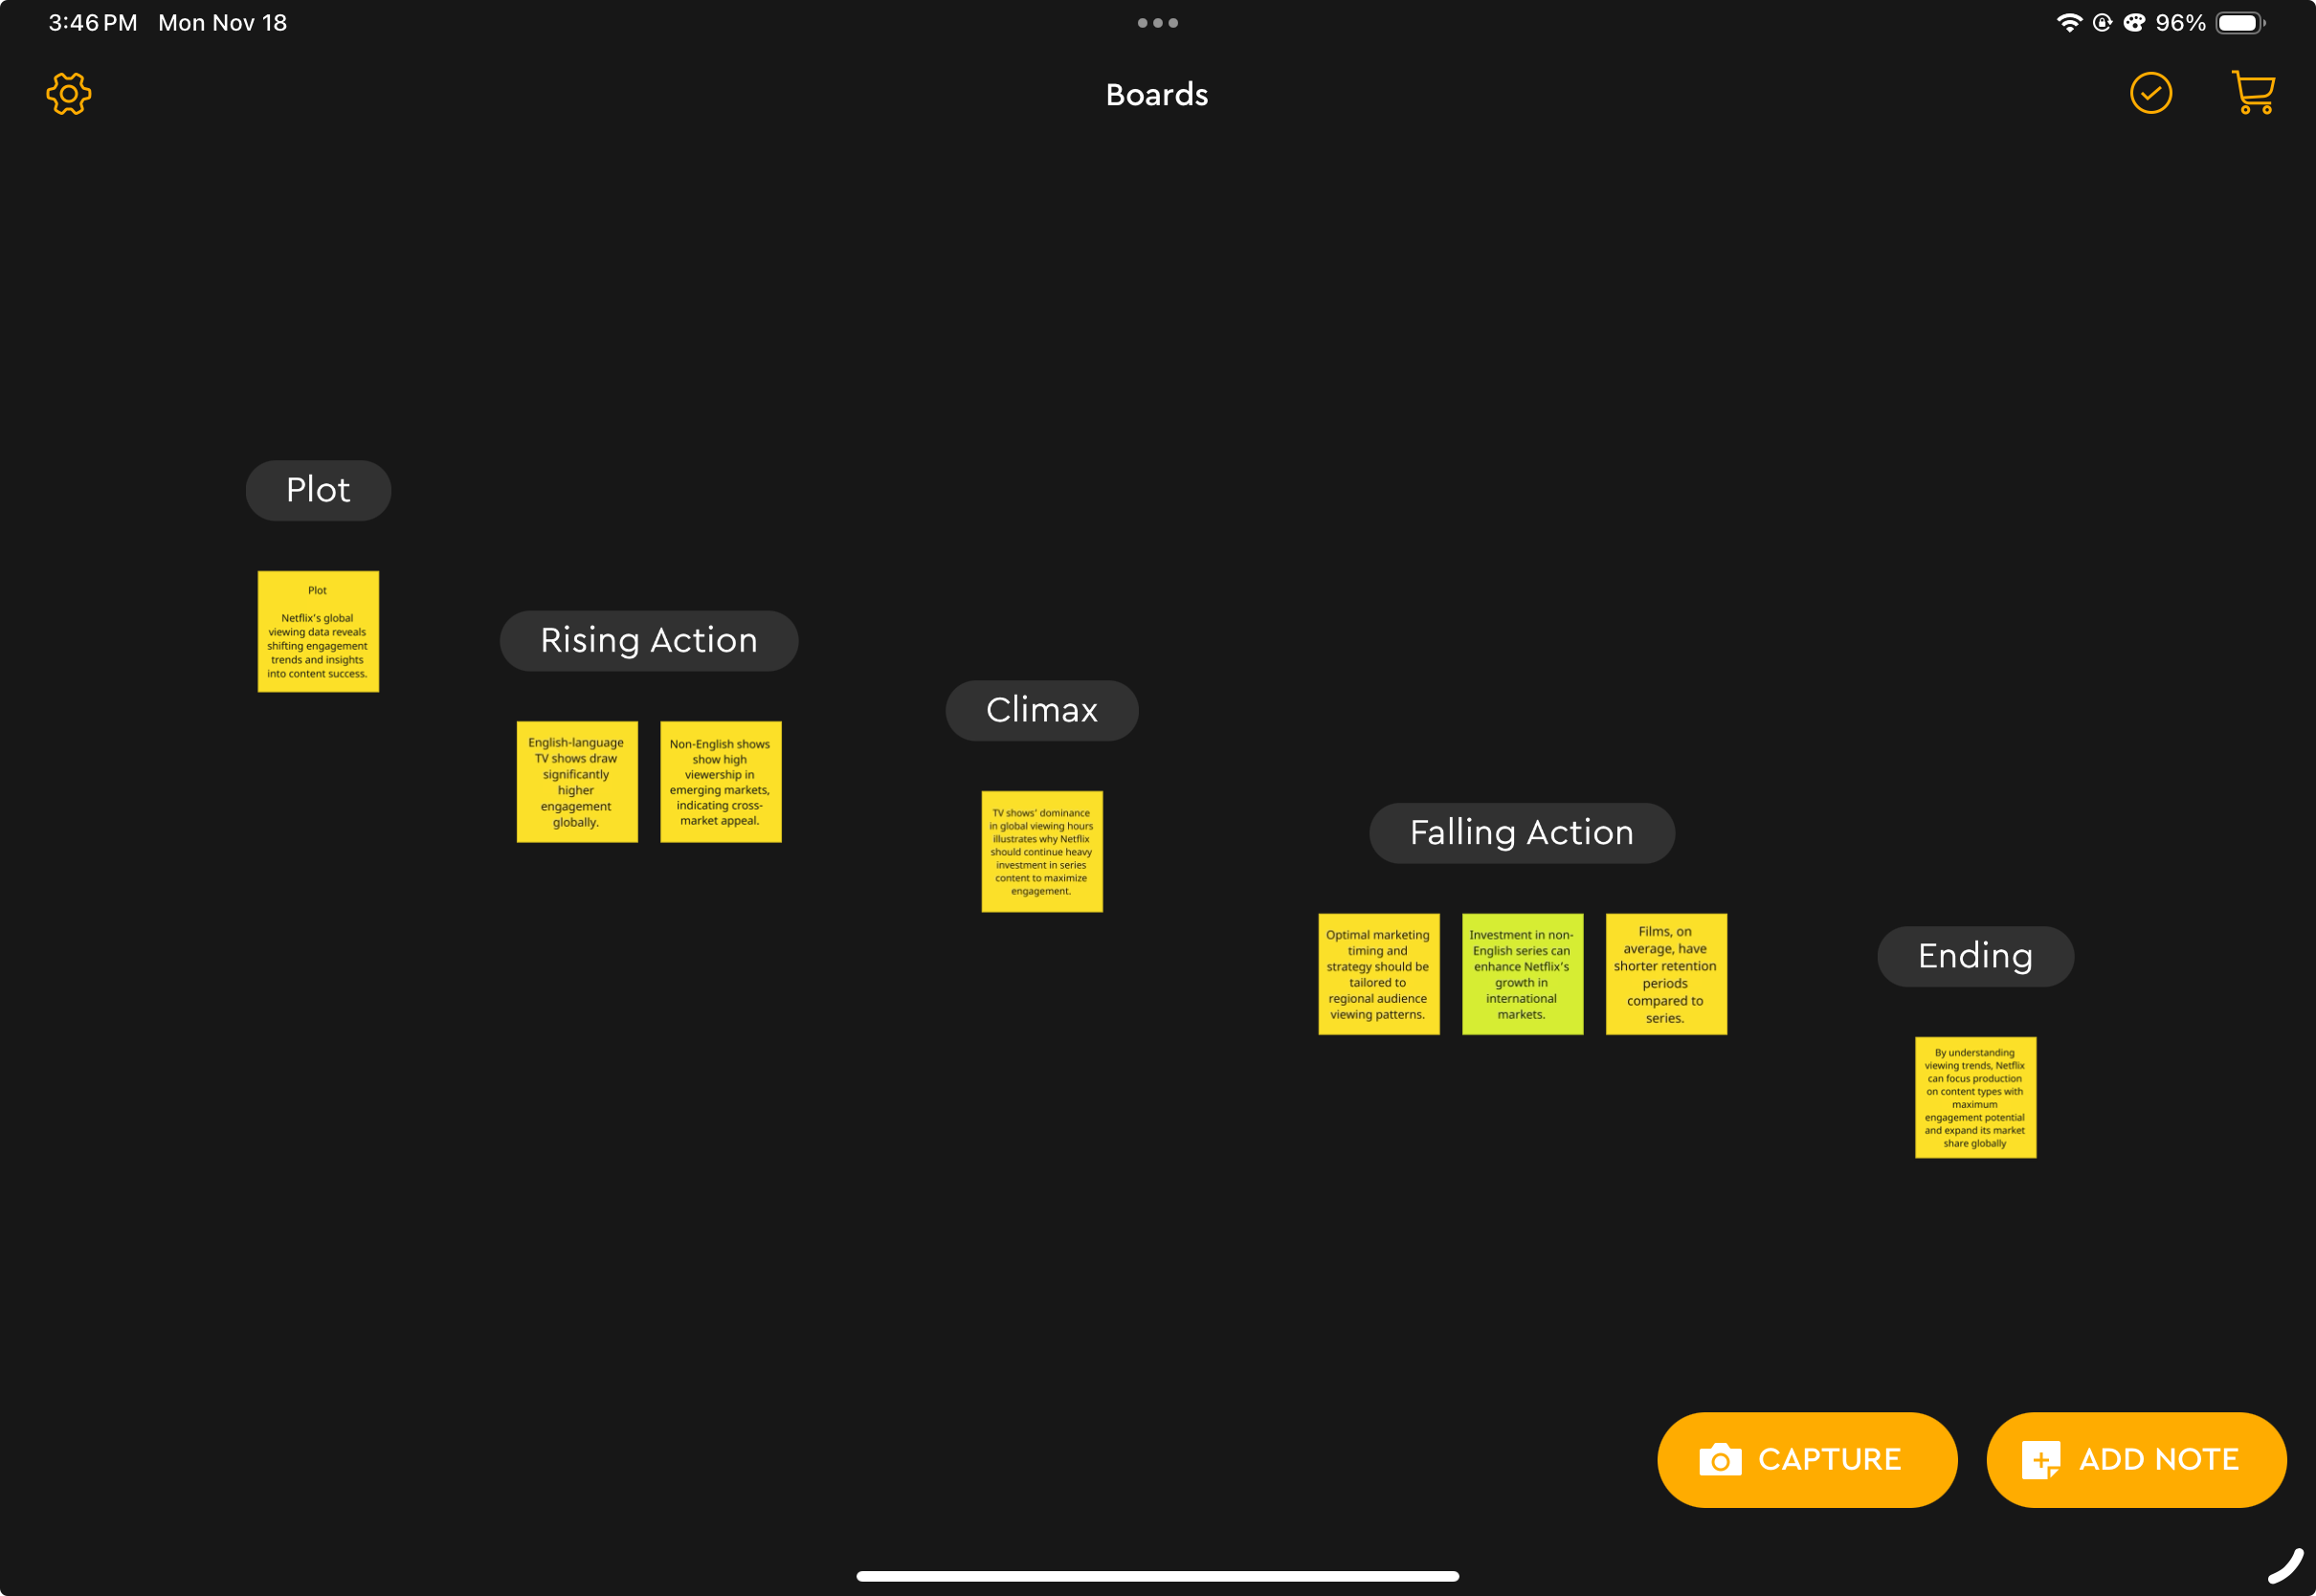 3:46 PM Mon Nov 18
96%
Boards
Plot
Plot
Netflix's global
viewing data reveals
shifting engagement
trends and insights
into content success.
Rising Action
English-language
TV shows draw
significantly
higher
engagement
globally.
Non-English shows
show high
viewership in
emerging markets,
indicating cross-
market appeal.
Climax
TV shows' dominance
in global viewing hours
illustrates why Netflix
should continue heavy
investment in series
content to maximize
engagement.
Falling Action
Optimal marketing
timing and
strategy should be
tailored to
regional audience
viewing patterns.
Investment in non-
English series can
enhance Netflix's
growth in
international
markets.
Films, on
average, have
shorter retention
periods
compared to
series.
Ending
By understanding
viewing trends, Netflix
can focus production
on content types with
maximum
engagement potential
and expand its market
share globally
CAPTURE
ADD NOTE